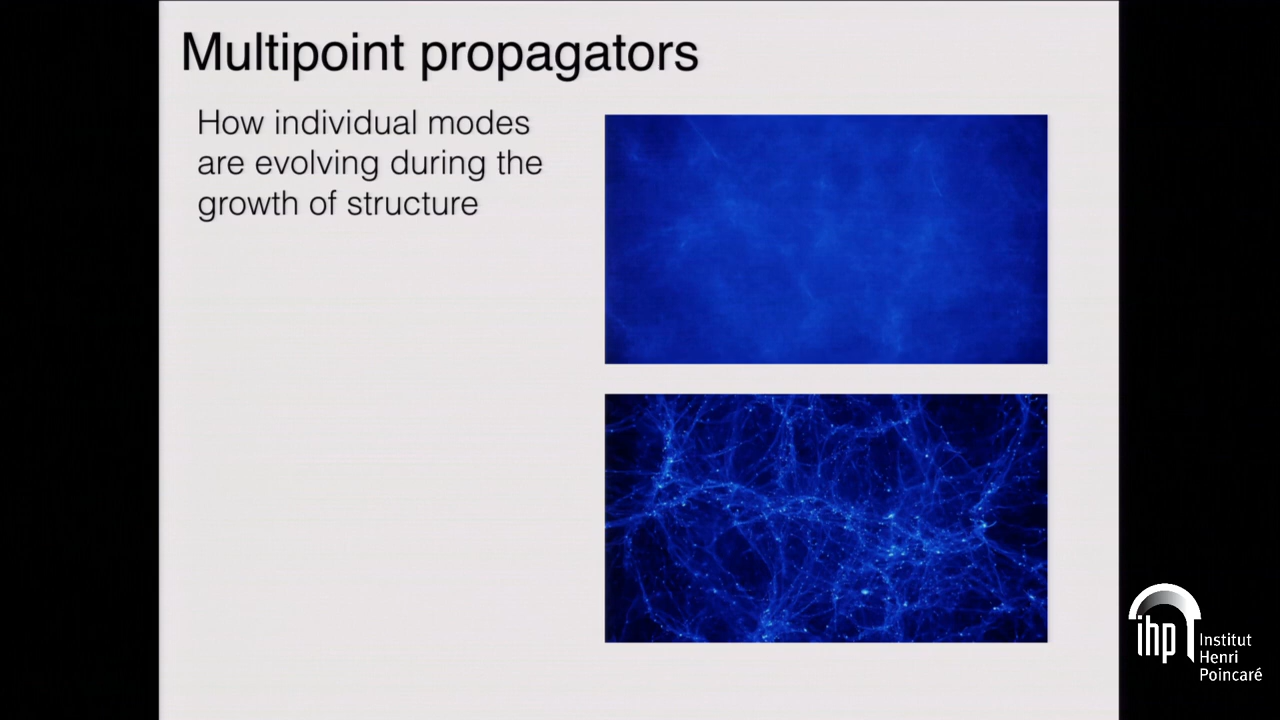 Multipoint propagators
How individual modes
are evolving during the
growth of structure
ihp
Institut
Henri
Poincaré